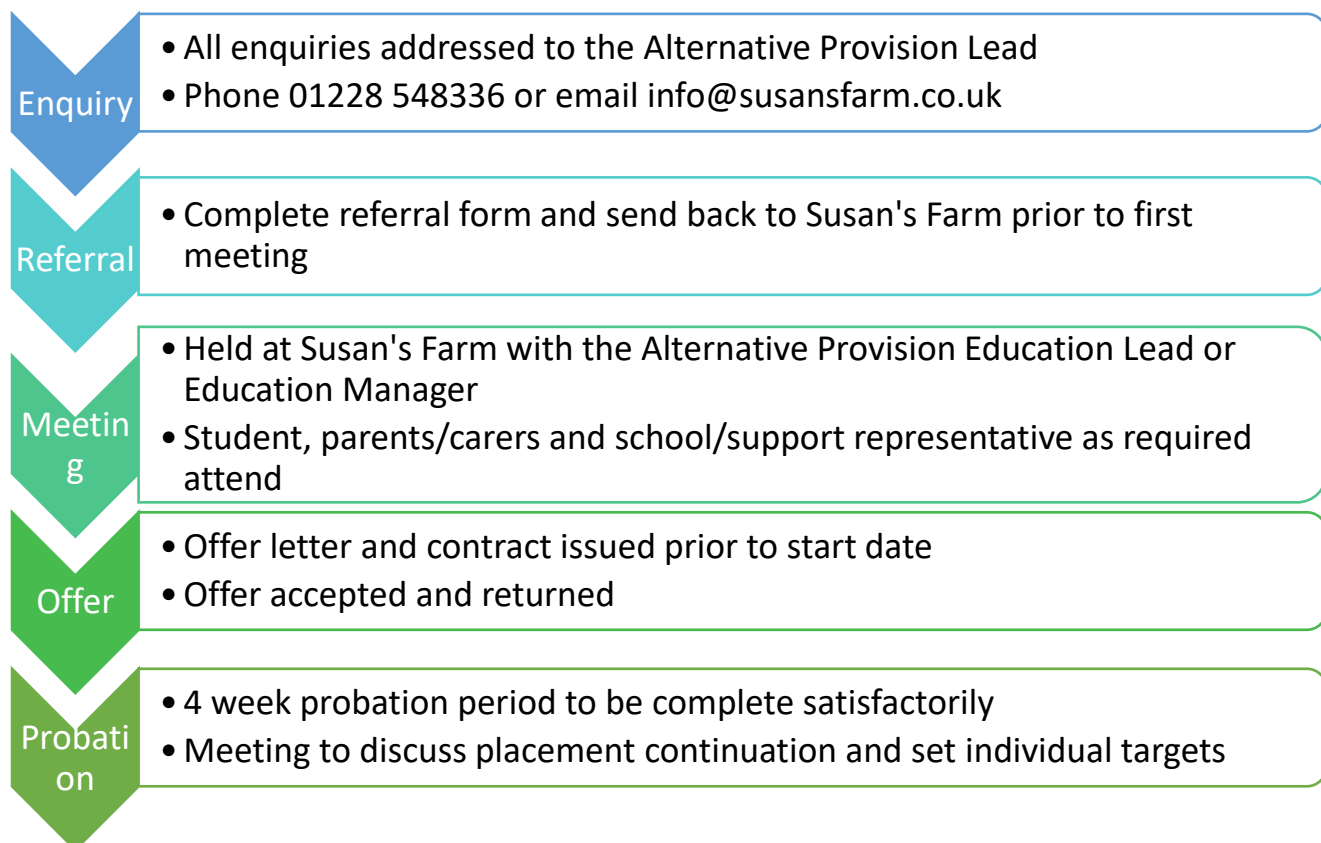 Enquiry
• All enquiries addressed to the Alternative Provision Lead
• Phone 01228 548336 or email info@susansfarm.co.uk
Referral
• Complete referral form and send back to Susan's Farm prior to first
meeting
Meetin
g
• Held at Susan's Farm with the Alternative Provision Education Lead or
Education Manager
• Student, parents/carers and school/support representative as required
attend
Offer
• Offer letter and contract issued prior to start date
• Offer accepted and returned
Probati
on
• 4 week probation period to be complete satisfactorily
• Meeting to discuss placement continuation and set individual targets